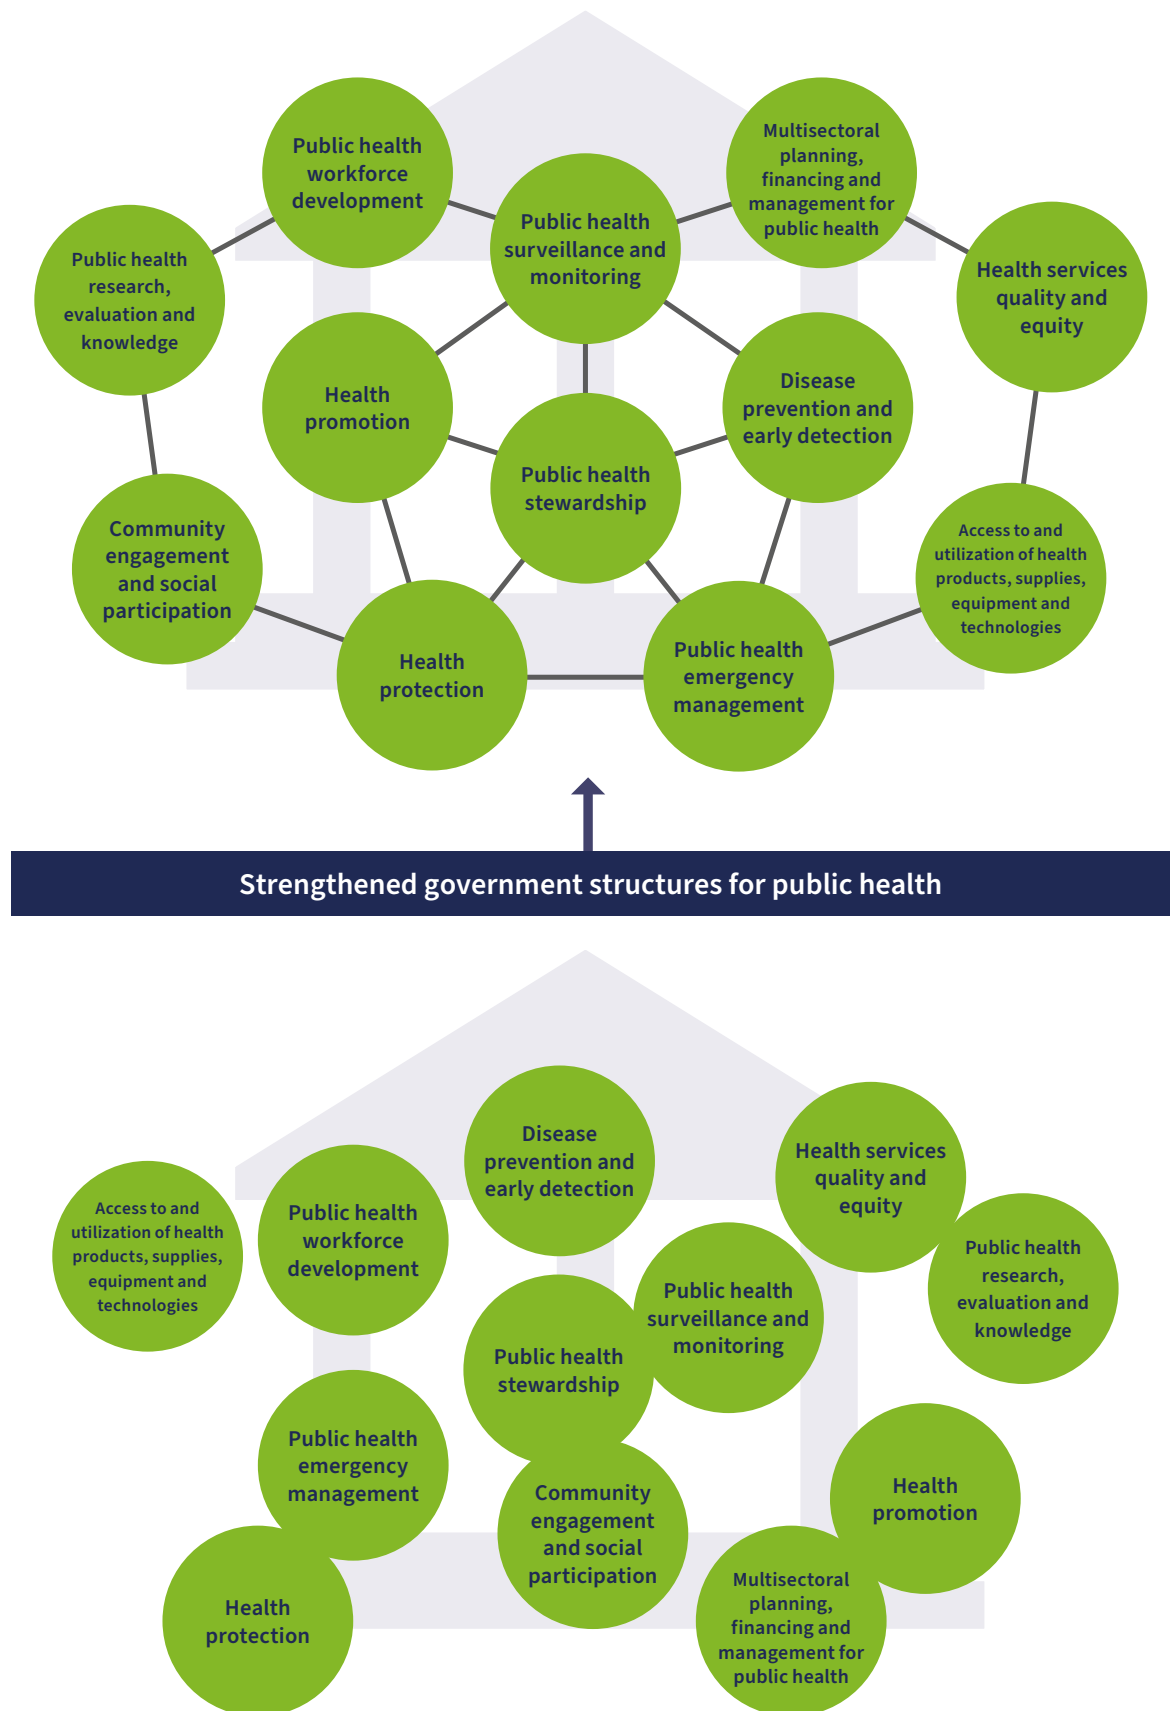 Public health
workforce
development
Multisectoral
planning,
financing and
management for
public health
Public health
surveillance and
monitoring
Public health
research,
evaluation and
knowledge
Health services
quality and
equity
Health
promotion
Disease
prevention and
early detection
Public health
stewardship
Community
engagement
and social
participation
Access to and
utilization of health
products, supplies,
equipment and
technologies
Health
protection
Public health
emergency
management
Strengthened government structures for public health
Disease
prevention and
early detection
Health services
quality and
equity
Access to and
utilization of health
products, supplies,
equipment and
technologies
Public health
workforce
development
Public health
research,
evaluation and
knowledge
Public health
surveillance and
monitoring
Public health
stewardship
Public health
emergency
management
Community
engagement
and social
participation
Health
promotion
Health
protection
Multisectoral
planning,
financing and
management for
public health